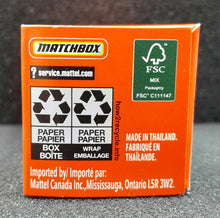 MATCHBOX
? service.mattel.com
FSC
MIX
Packaging
FSC® C111147
PAPER
PAPIER
BOX
BOÎTE
PAPER
PAPIER
WRAP
EMBALLAGE
how2recycle.info
MADE IN THAILAND.
FABRIQUÉ EN
THAÏLANDE.
Imported by/Importé par:
Mattel Canada Inc., Mississauga, Ontario L5R 3W2.